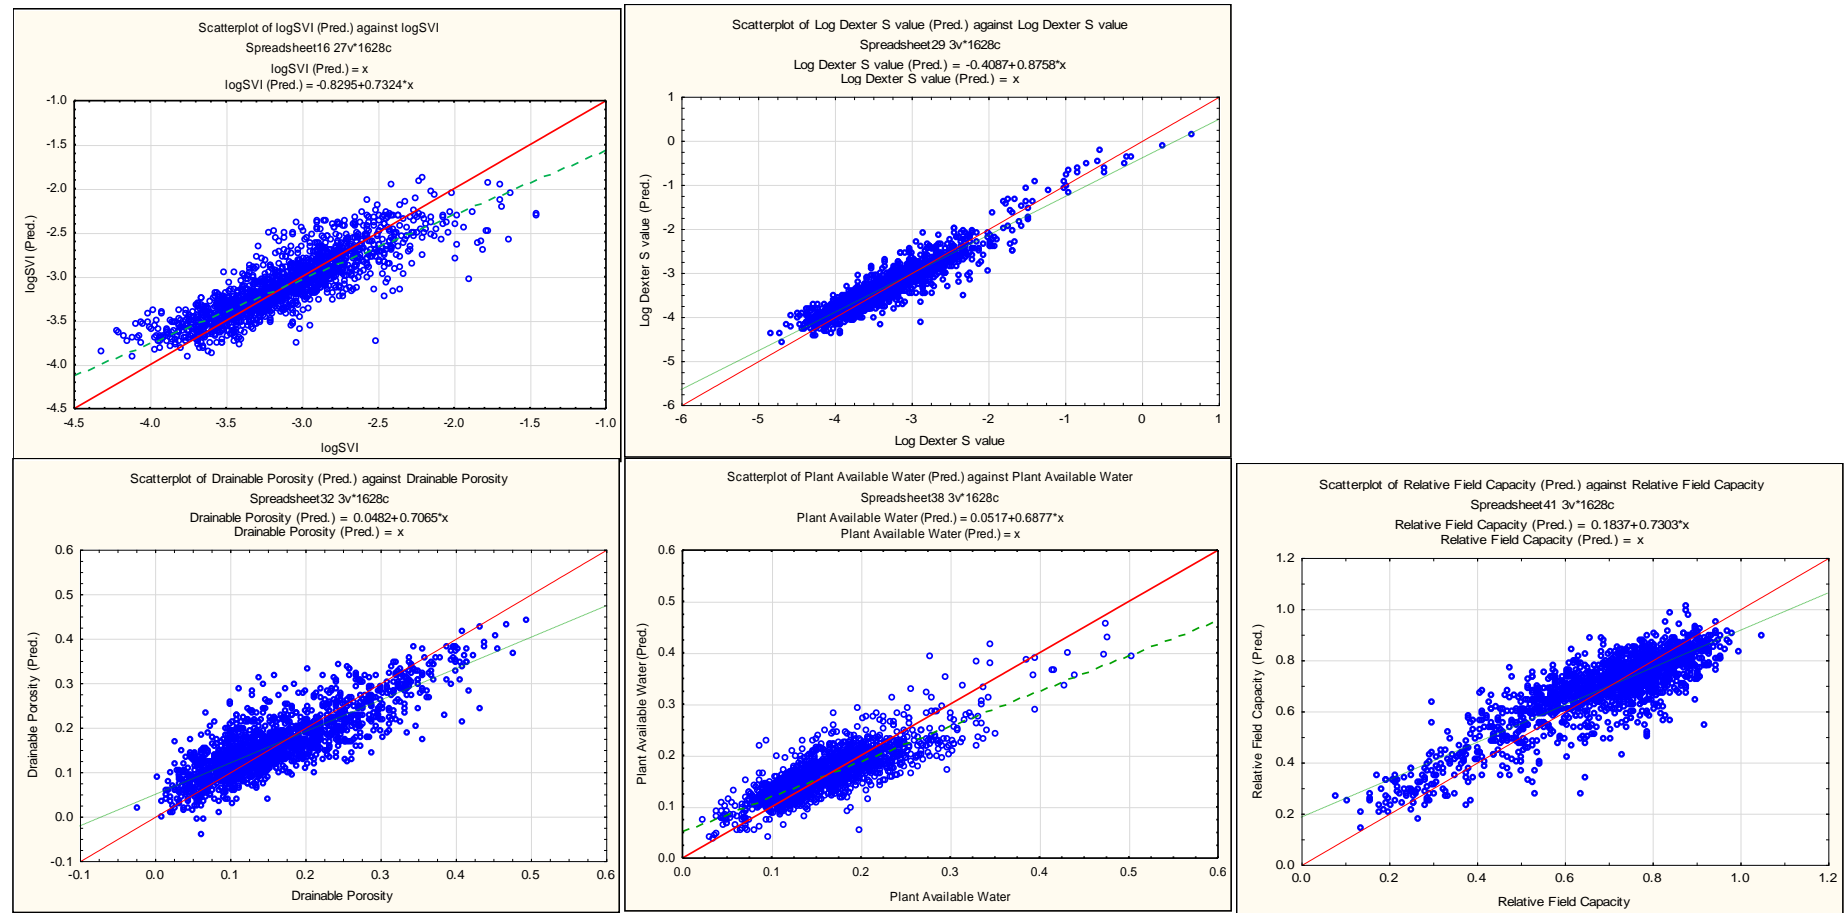 Scatterplot of logSVI (Pred.) against logSVI
Spreadsheet16 27v*1628c
logSVI (Pred.) = x
logSVI (Pred.) = -0.8295+0.7324*x
-1.0
-1.5
-2.0
-2.5
-3.0
-3.5
-4.0
-4.5
logSVI (Pred.)
-4.5 -4.0 -3.5 -3.0 -2.5 -2.0 -1.5 -1.0
logSVI
Scatterplot of Log Dexter S value (Pred.) against Log Dexter S value
Spreadsheet29 3v*1628c
Log Dexter S value (Pred.) = -0.4087+0.8758*x
Log Dexter S value (Pred.) = x
1
0
-1
-2
-3
-4
-5
-6
Log Dexter S value (Pred.)
-6 -5 -4 -3 -2 -1 0 1
Log Dexter S value
Scatterplot of Drainable Porosity (Pred.) against Drainable Porosity
Spreadsheet32 3v*1628c
Drainable Porosity (Pred.) = 0.0482+0.7065*x
Drainable Porosity (Pred.) = x
0.6
0.5
0.4
0.3
0.2
0.1
0.0
-0.1
Drainable Porosity (Pred.)
-0.1 0.0 0.1 0.2 0.3 0.4 0.5 0.6
Drainable Porosity
Scatterplot of Plant Available Water (Pred.) against Plant Available Water
Spreadsheet38 3v*1628c
Plant Available Water (Pred.) = 0.0517+0.6877*x
Plant Available Water (Pred.) = x
0.6
0.5
0.4
0.3
0.2
0.1
0.0
Plant Available Water (Pred.)
0.0 0.1 0.2 0.3 0.4 0.5 0.6
Plant Available Water
Scatterplot of Relative Field Capacity (Pred.) against Relative Field Capacity
Spreadsheet41 3v*1628c
Relative Field Capacity (Pred.) = 0.1837+0.7303*x
Relative Field Capacity (Pred.) = x
1.2
1.0
0.8
0.6
0.4
0.2
0.0
Relative Field Capacity (Pred.)
0.0 0.2 0.4 0.6 0.8 1.0 1.2
Relative Field Capacity